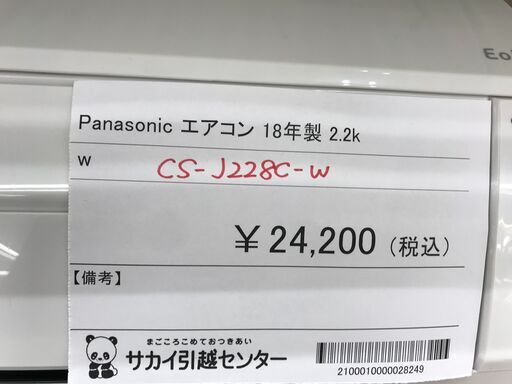 Eo
Panasonic エアコン 18年製 2.2k
w CS-J228C-W
￥24,200（税込）
【備考】
まごころこめておつきあい
サカイ引越センター
2100010000028249